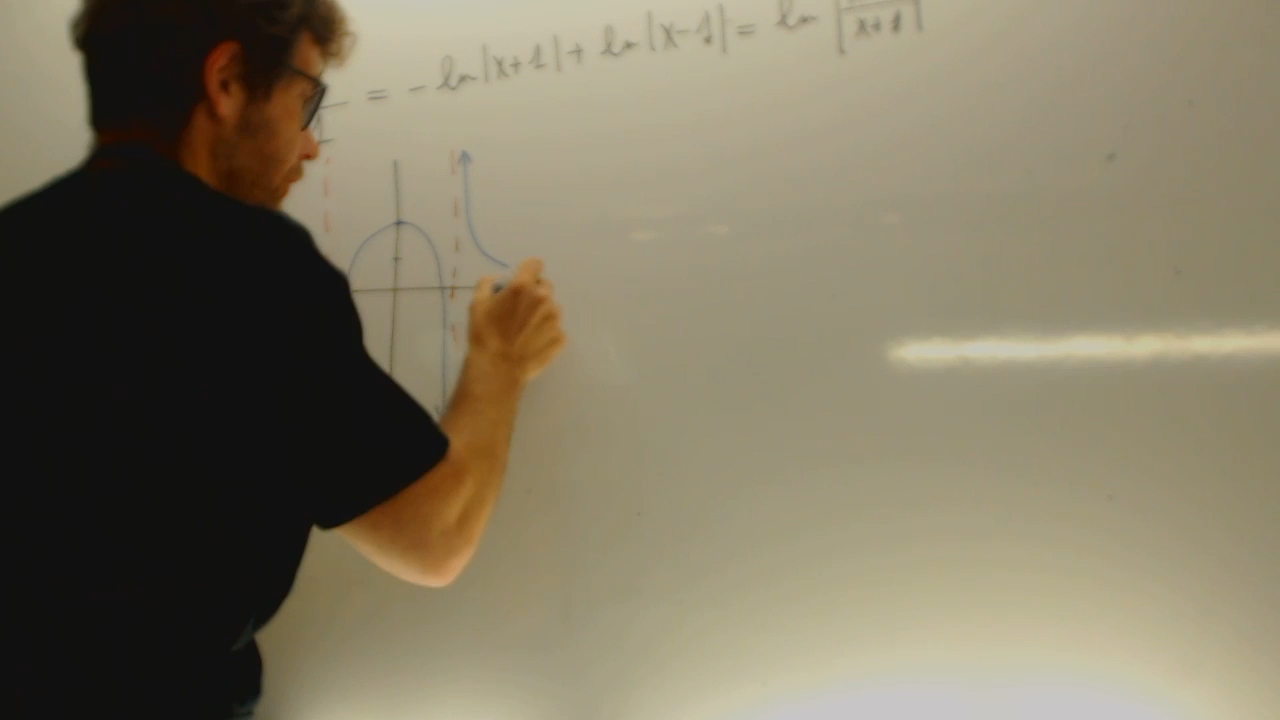 = - ln|x+1| + ln|x-1| = ln |
x+1|